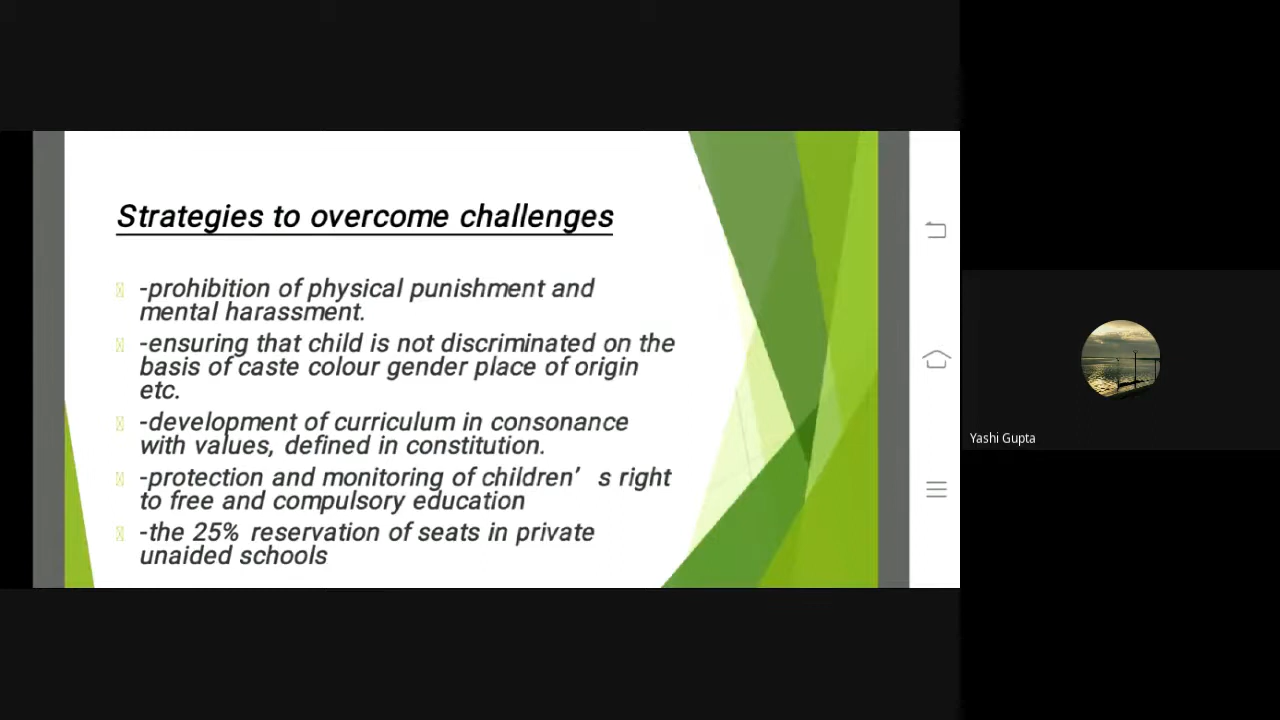 Strategies to overcome challenges
-prohibition of physical punishment and
mental harassment.
-ensuring that child is not discriminated on the
basis of caste colour gender place of origin
etc.
-development of curriculum in consonance
with values, defined in constitution.
-protection and monitoring of children’ s right
to free and compulsory education
-the 25% reservation of seats in private
unaided schools
Yashi Gupta